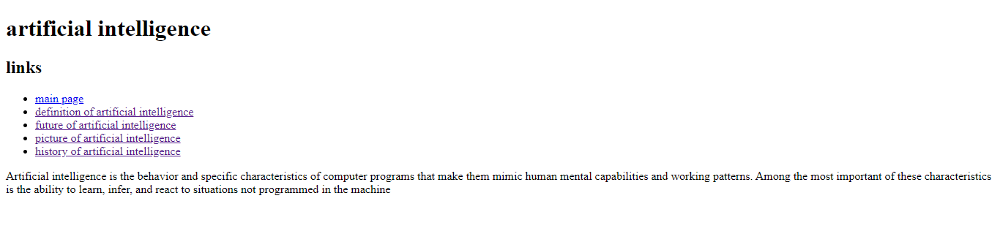 artificial intelligence
links
main page
definition of artificial intelligence
future of artificial intelligence
picture of artificial intelligence
history of artificial intelligence
Artificial intelligence is the behavior and specific characteristics of computer programs that make them mimic human mental capabilities and working patterns. Among the most important of these characteristics
is the ability to learn, infer, and react to situations not programmed in the machine